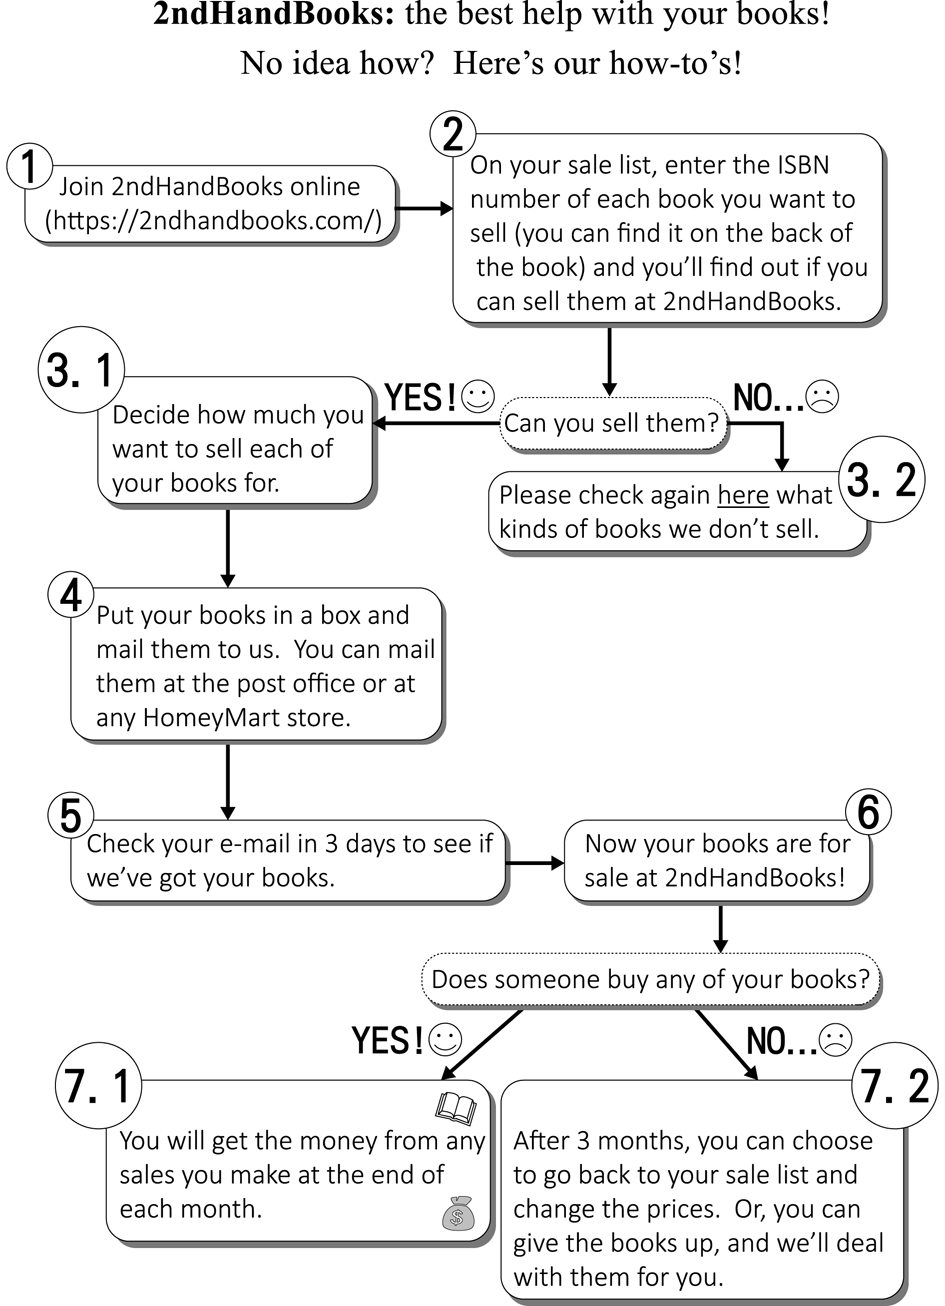 2ndHandBooks: the best help with your books!
No idea how?  Here's our how-to's!
1
Join 2ndHandBooks online
(https://2ndhandbooks.com/)
2
On your sale list, enter the ISBN
number of each book you want to
sell (you can find it on the back of
the book) and you'll find out if you
can sell them at 2ndHandBooks.
Can you sell them?
YES!
NO...
3. 1
Decide how much you
want to sell each of
your books for.
3. 2
Please check again here what
kinds of books we don't sell.
4
Put your books in a box and
mail them to us.  You can mail
them at the post office or at
any HomeyMart store.
5
Check your e-mail in 3 days to see if
we've got your books.
6
Now your books are for
sale at 2ndHandBooks!
Does someone buy any of your books?
YES!
NO...
7. 1
You will get the money from any
sales you make at the end of
each month.
$
7. 2
After 3 months, you can choose
to go back to your sale list and
change the prices.  Or, you can
give the books up, and we'll deal
with them for you.